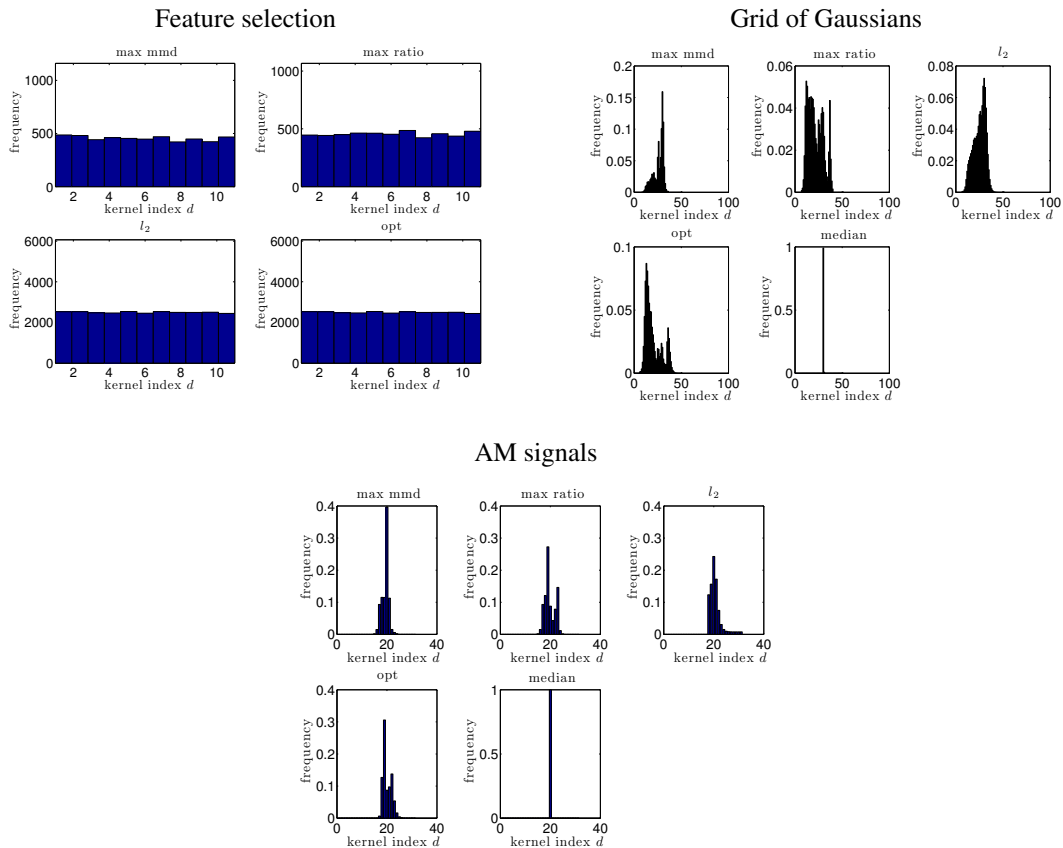 Feature selection
max mmd
frequency
1000
500
0
2 4 6 8 10
kernel index d
max ratio
frequency
1000
500
0
2 4 6 8 10
kernel index d
l2
frequency
6000
4000
2000
0
2 4 6 8 10
kernel index d
opt
frequency
6000
4000
2000
0
2 4 6 8 10
kernel index d
Grid of Gaussians
max mmd
frequency
0.2
0.15
0.1
0.05
0
0 50 100
kernel index d
max ratio
frequency
0.06
0.04
0.02
0
0 50 100
kernel index d
l2
frequency
0.08
0.06
0.04
0.02
0
0 50 100
kernel index d
opt
frequency
0.1
0.05
0
0 50 100
kernel index d
median
frequency
1
0.5
0
0 50 100
kernel index d
AM signals
max mmd
frequency
0.4
0.3
0.2
0.1
0
0 20 40
kernel index d
max ratio
frequency
0.4
0.3
0.2
0.1
0
0 20 40
kernel index d
l2
frequency
0.4
0.3
0.2
0.1
0
0 20 40
kernel index d
opt
frequency
0.4
0.3
0.2
0.1
0
0 20 40
kernel index d
median
frequency
1
0.5
0
0 20 40
kernel index d